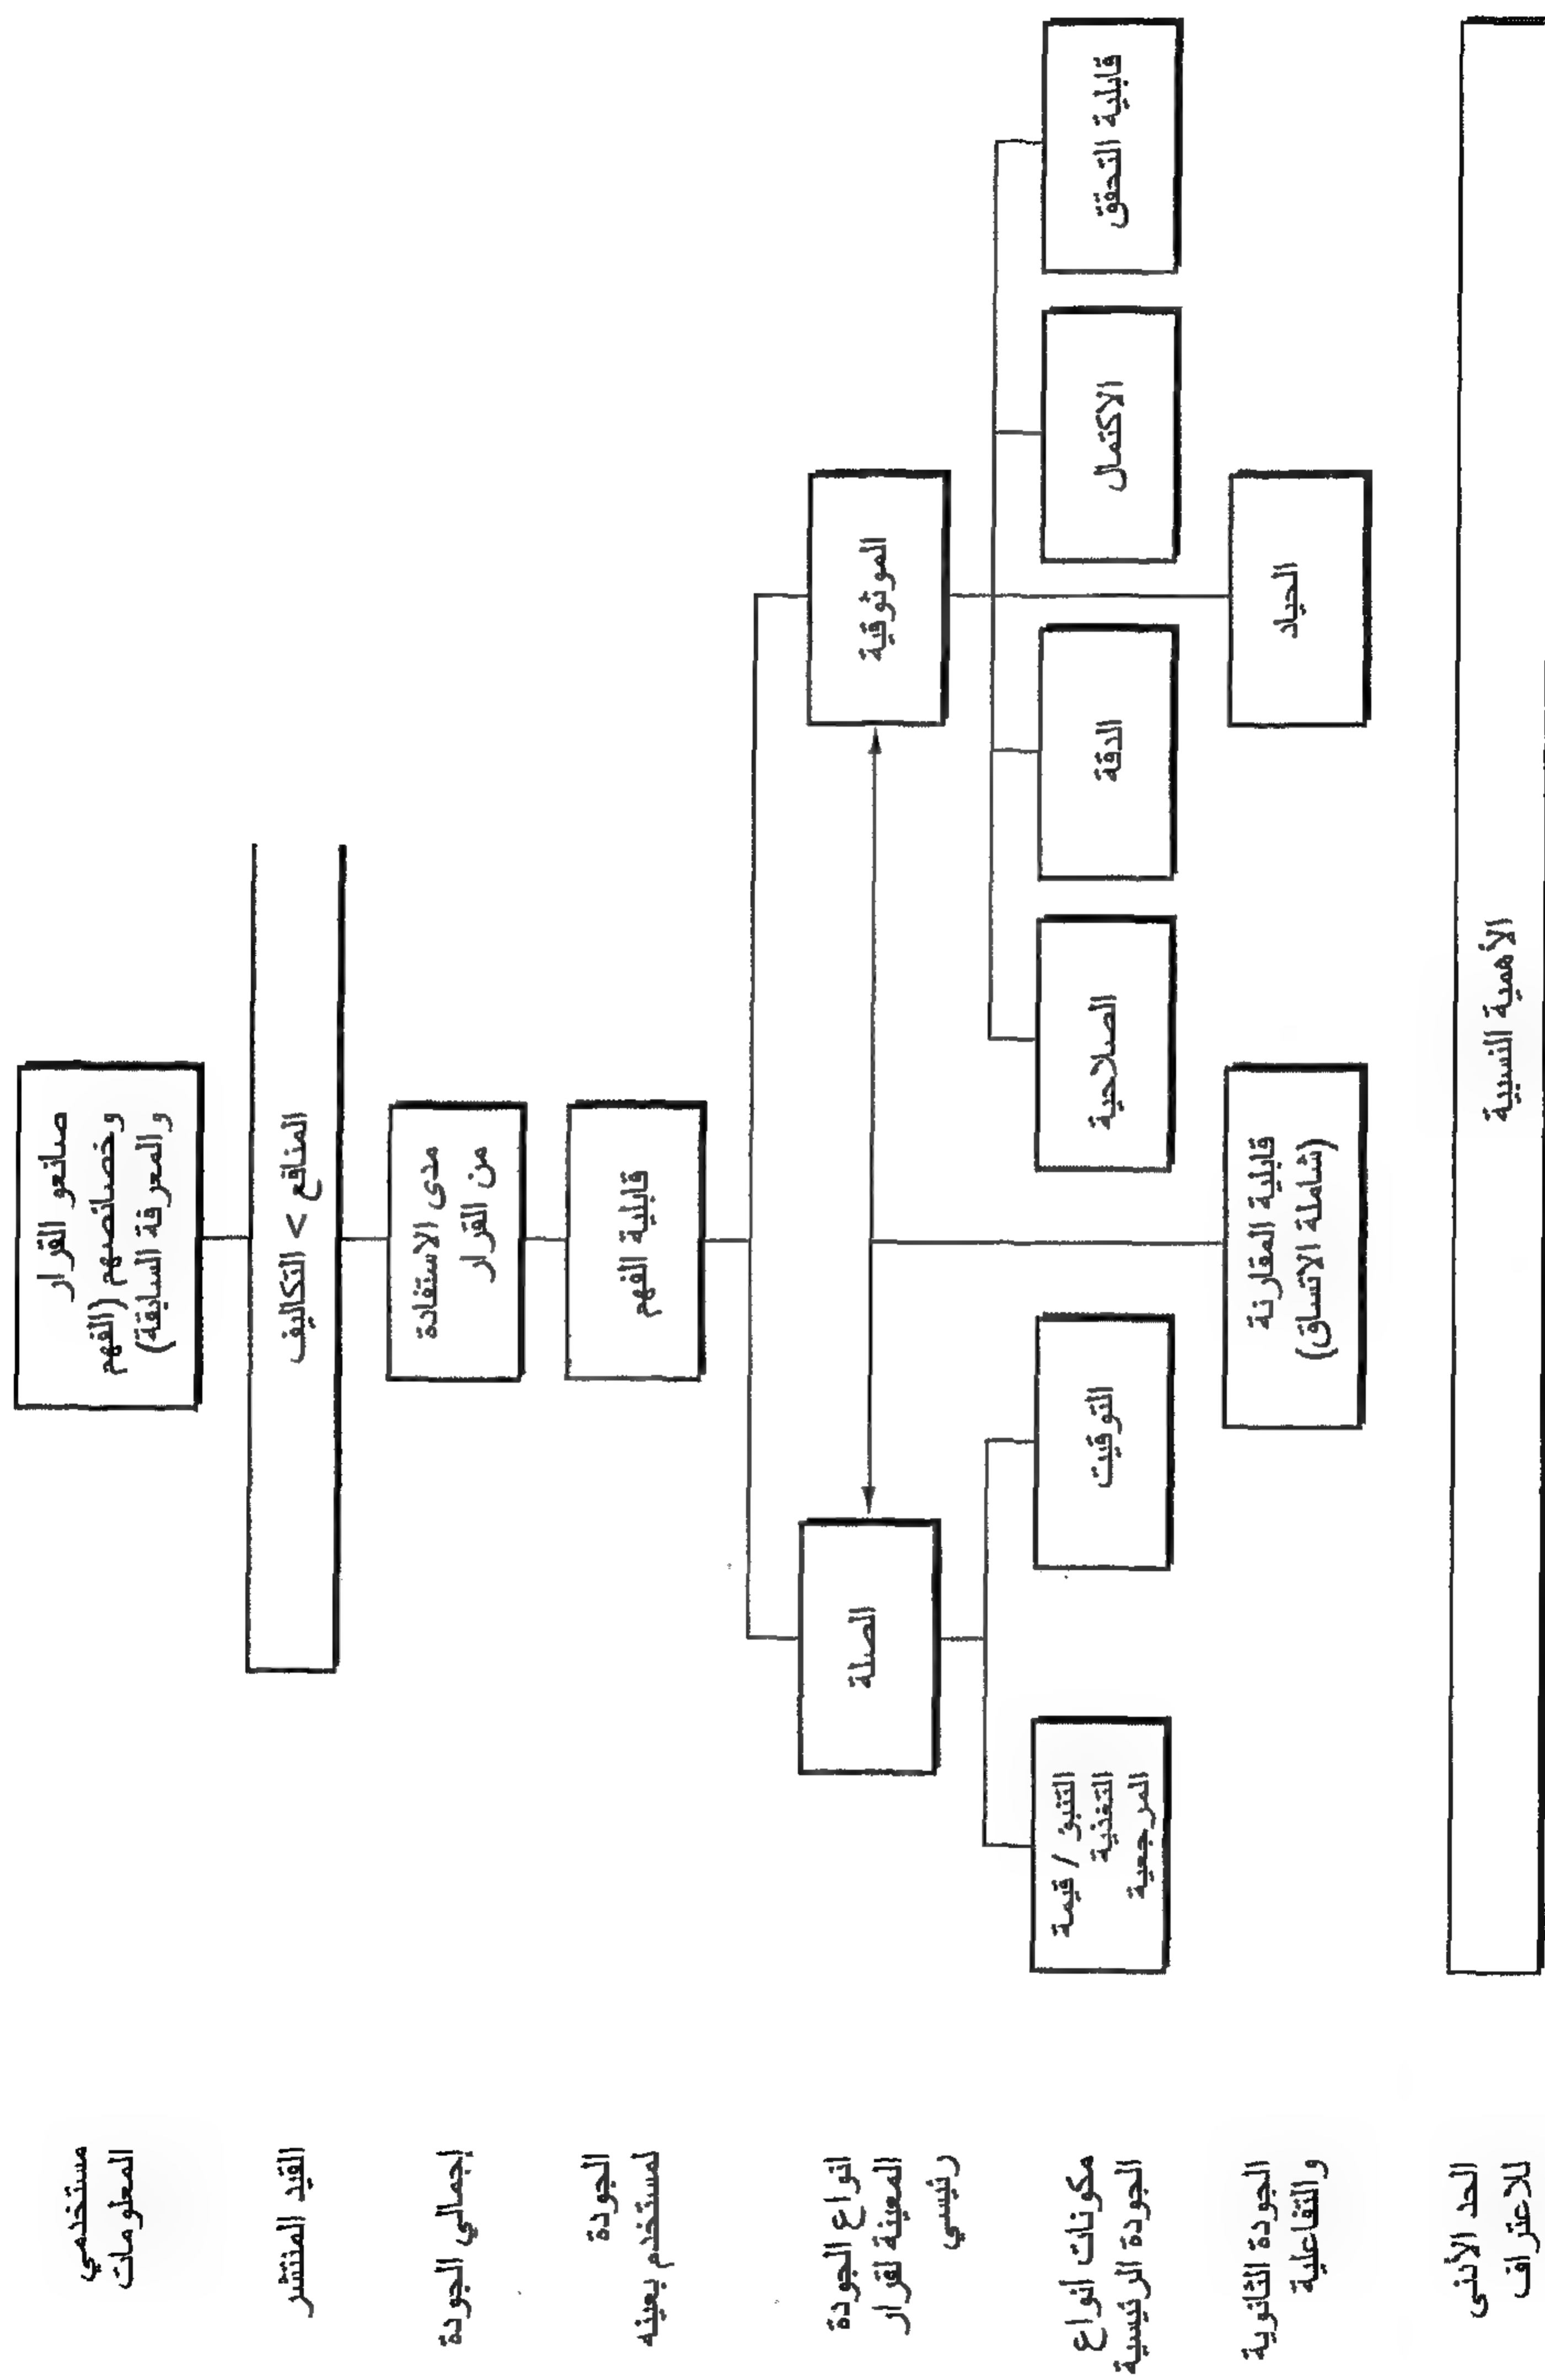 مستخدمي
المعلومات
صانعو القرار
وخصائصهم (الفهم
والمعرفة السابقة)
القيد المنتشر
المنافع > التكاليف
إجمالي الجودة
مدى الاستفادة
من القرار
الجودة
لمستخدم بعينه
قابلية الفهم
انواع الجودة
المعينة لقرار
رئيسي
الصلة
الموثوقية
مكونات انواع
الجودة الرئيسية
التنبؤ / قيمة
التغذية
المرجعية
التوقيت
الصلاحية
الدقة
الاكتمال
قابلية التحقق
الجودة الثانوية
والتفاعلية
قابلية المقارنة
(شاملة الاتساق)
الحياد
الحد الأدنى
للاعتراف
الأهمية النسبية